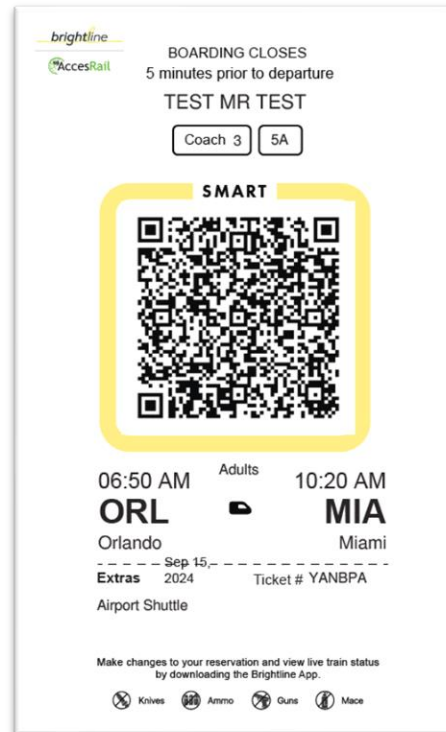 brightline
AccesRail
BOARDING CLOSES
5 minutes prior to departure
TEST MR TEST
Coach 3 5A
SMART
06:50 AM Adults 10:20 AM
ORL MIA
Orlando Miami
Sep 15,
Extras 2024 Ticket # YANBPA
Airport Shuttle
Make changes to your reservation and view live train status
by downloading the Brightline App.
Knives Ammo Guns Mace